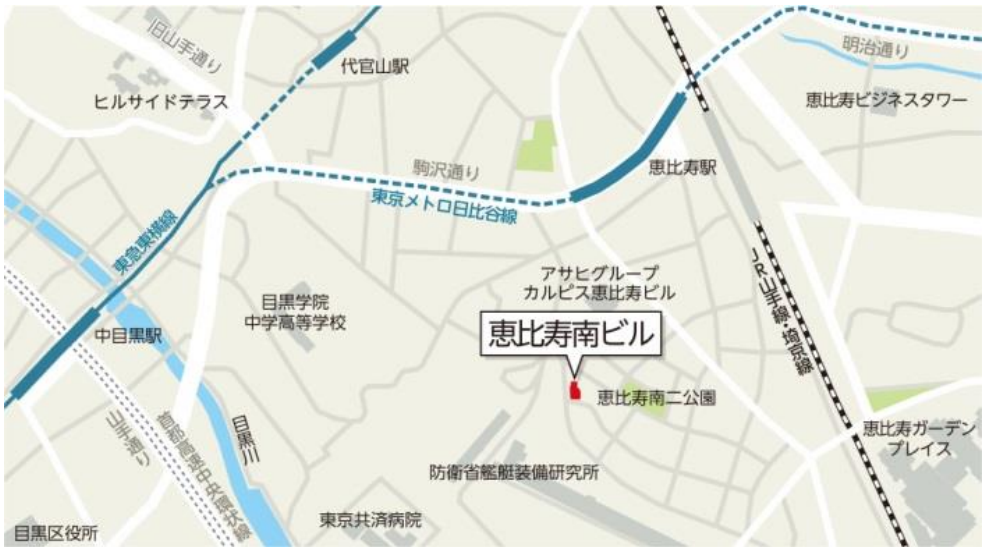 旧山手通り
代官山駅
明治通り
ヒルサイドテラス
恵比寿ビジネスタワー
駒沢通り
恵比寿駅
東京メトロ日比谷線
東急東横線
アサヒグループ
カルピス恵比寿ビル
JR山手線・埼京線
目黒学院
中学高等学校
中目黒駅
恵比寿南ビル
恵比寿南二公園
山手通り
首都高速中央環状線
目黒川
恵比寿ガーデン
プレイス
防衛省艦艇装備研究所
東京共済病院
目黒区役所